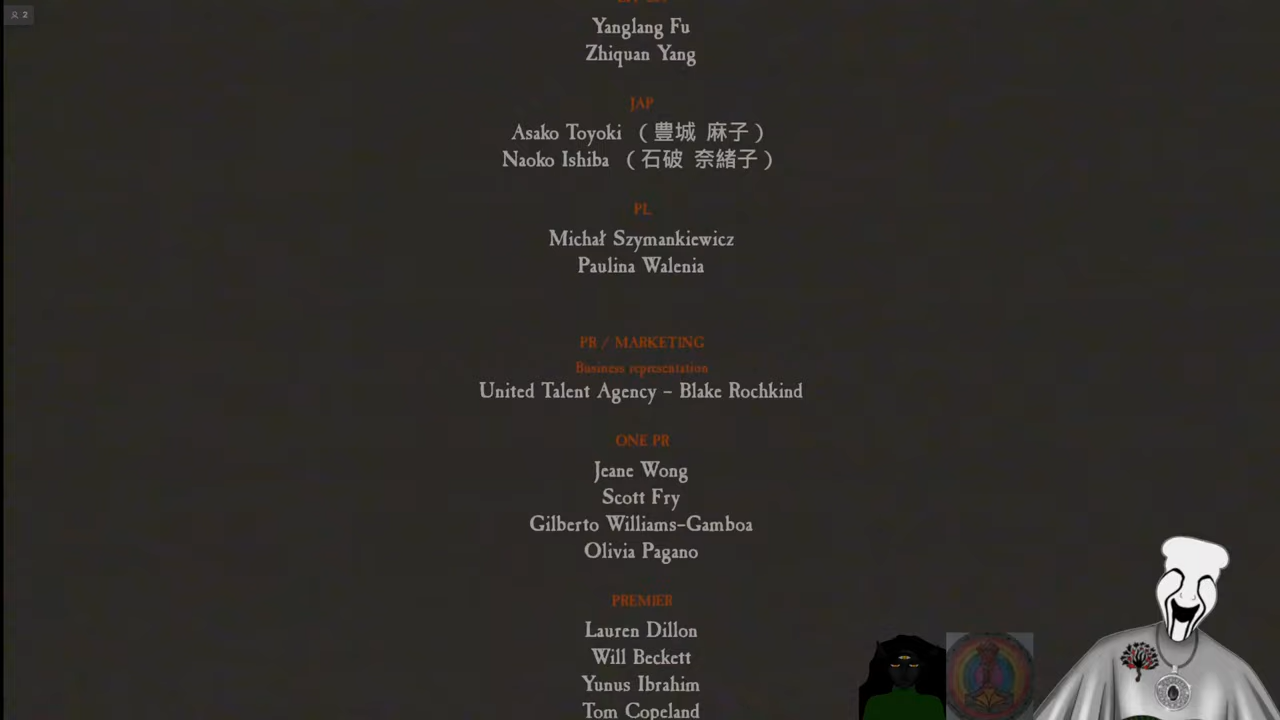 2
Yanglang Fu
Zhiquan Yang
JAP
Asako Toyoki （豊城 麻子）
Naoko Ishiba （石破 奈緒子）
PL
Michał Szymankiewicz
Paulina Walenia
PR / MARKETING
Business representation
United Talent Agency - Blake Rochkind
ONE PR
Jeane Wong
Scott Fry
Gilberto Williams-Gamboa
Olivia Pagano
PREMIER
Lauren Dillon
Will Beckett
Yunus Ibrahim
Tom Copeland